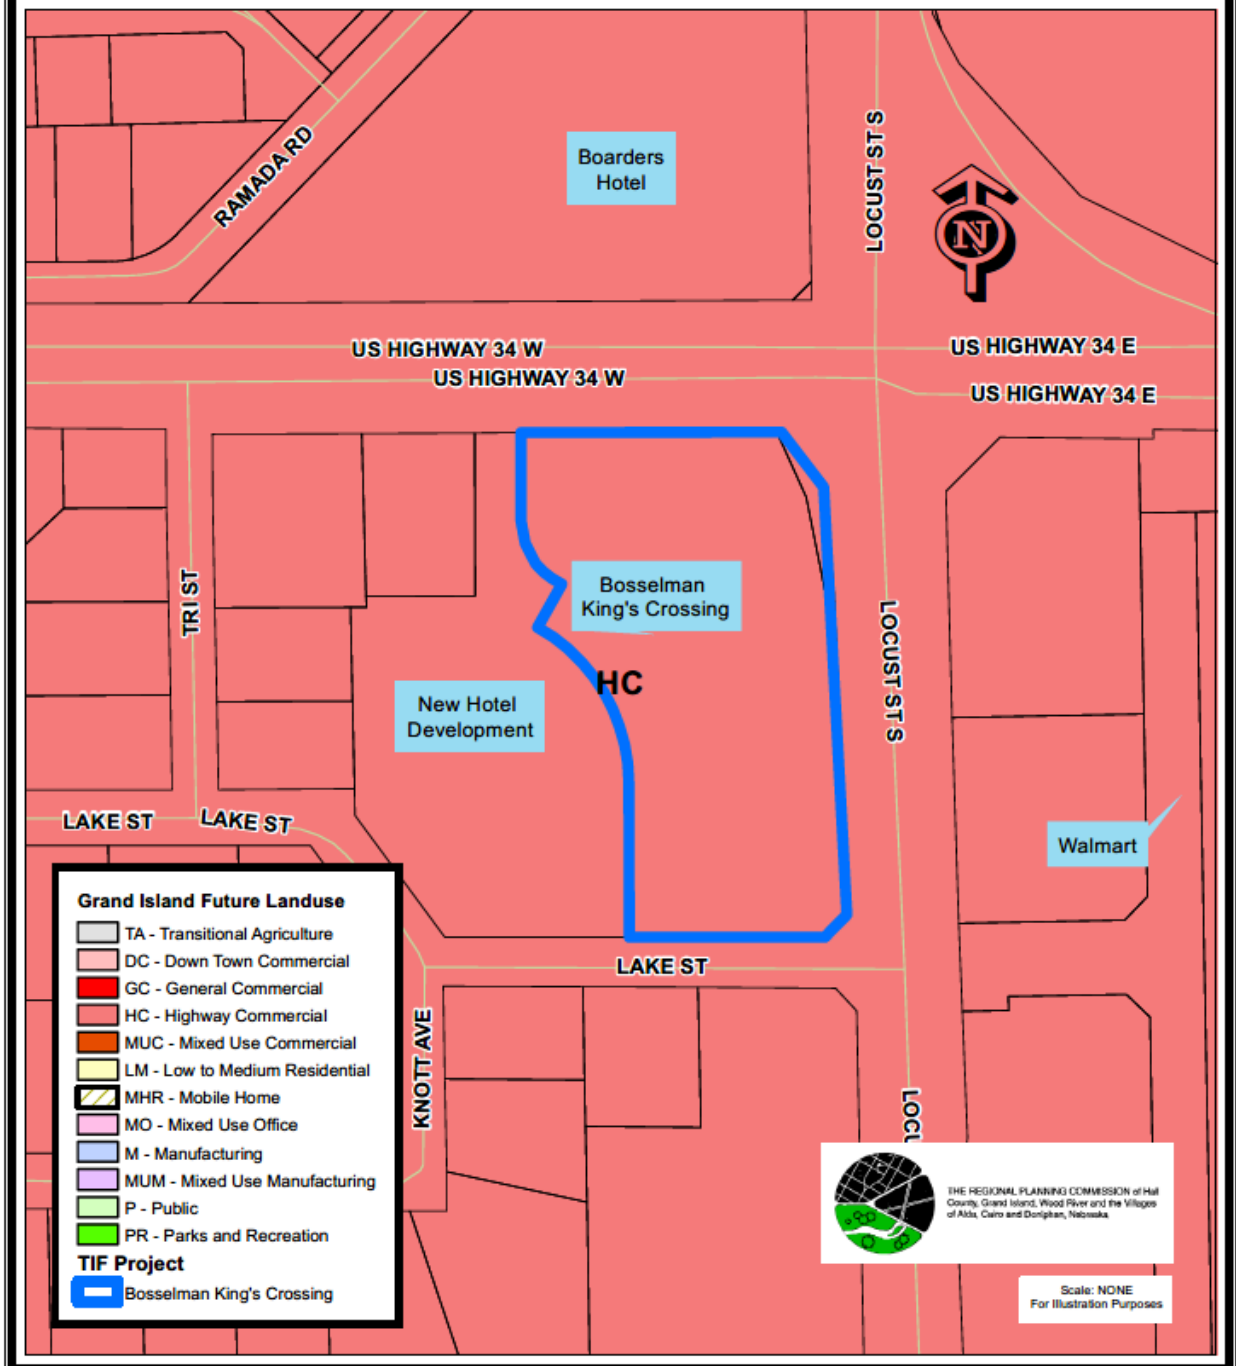 RAMADA RD
Boarders
Hotel
LOCUST ST S
N
US HIGHWAY 34 W
US HIGHWAY 34 E
US HIGHWAY 34 W
US HIGHWAY 34 E
TRI ST
Bosselman
King's Crossing
LOCUST ST S
HC
New Hotel
Development
LAKE ST
LAKE ST
Walmart
LAKE ST
KNOTT AVE
LOCU
Grand Island Future Landuse
TA - Transitional Agriculture
DC - Down Town Commercial
GC - General Commercial
HC - Highway Commercial
MUC - Mixed Use Commercial
LM - Low to Medium Residential
MHR - Mobile Home
MO - Mixed Use Office
M - Manufacturing
MUM - Mixed Use Manufacturing
P - Public
PR - Parks and Recreation
TIF Project
Bosselman King's Crossing
THE REGIONAL PLANNING COMMISSION of Hall
County, Grand Island, Wood River and the Villages
of Alda, Cairo and Doniphan, Nebraska
Scale: NONE
For Illustration Purposes